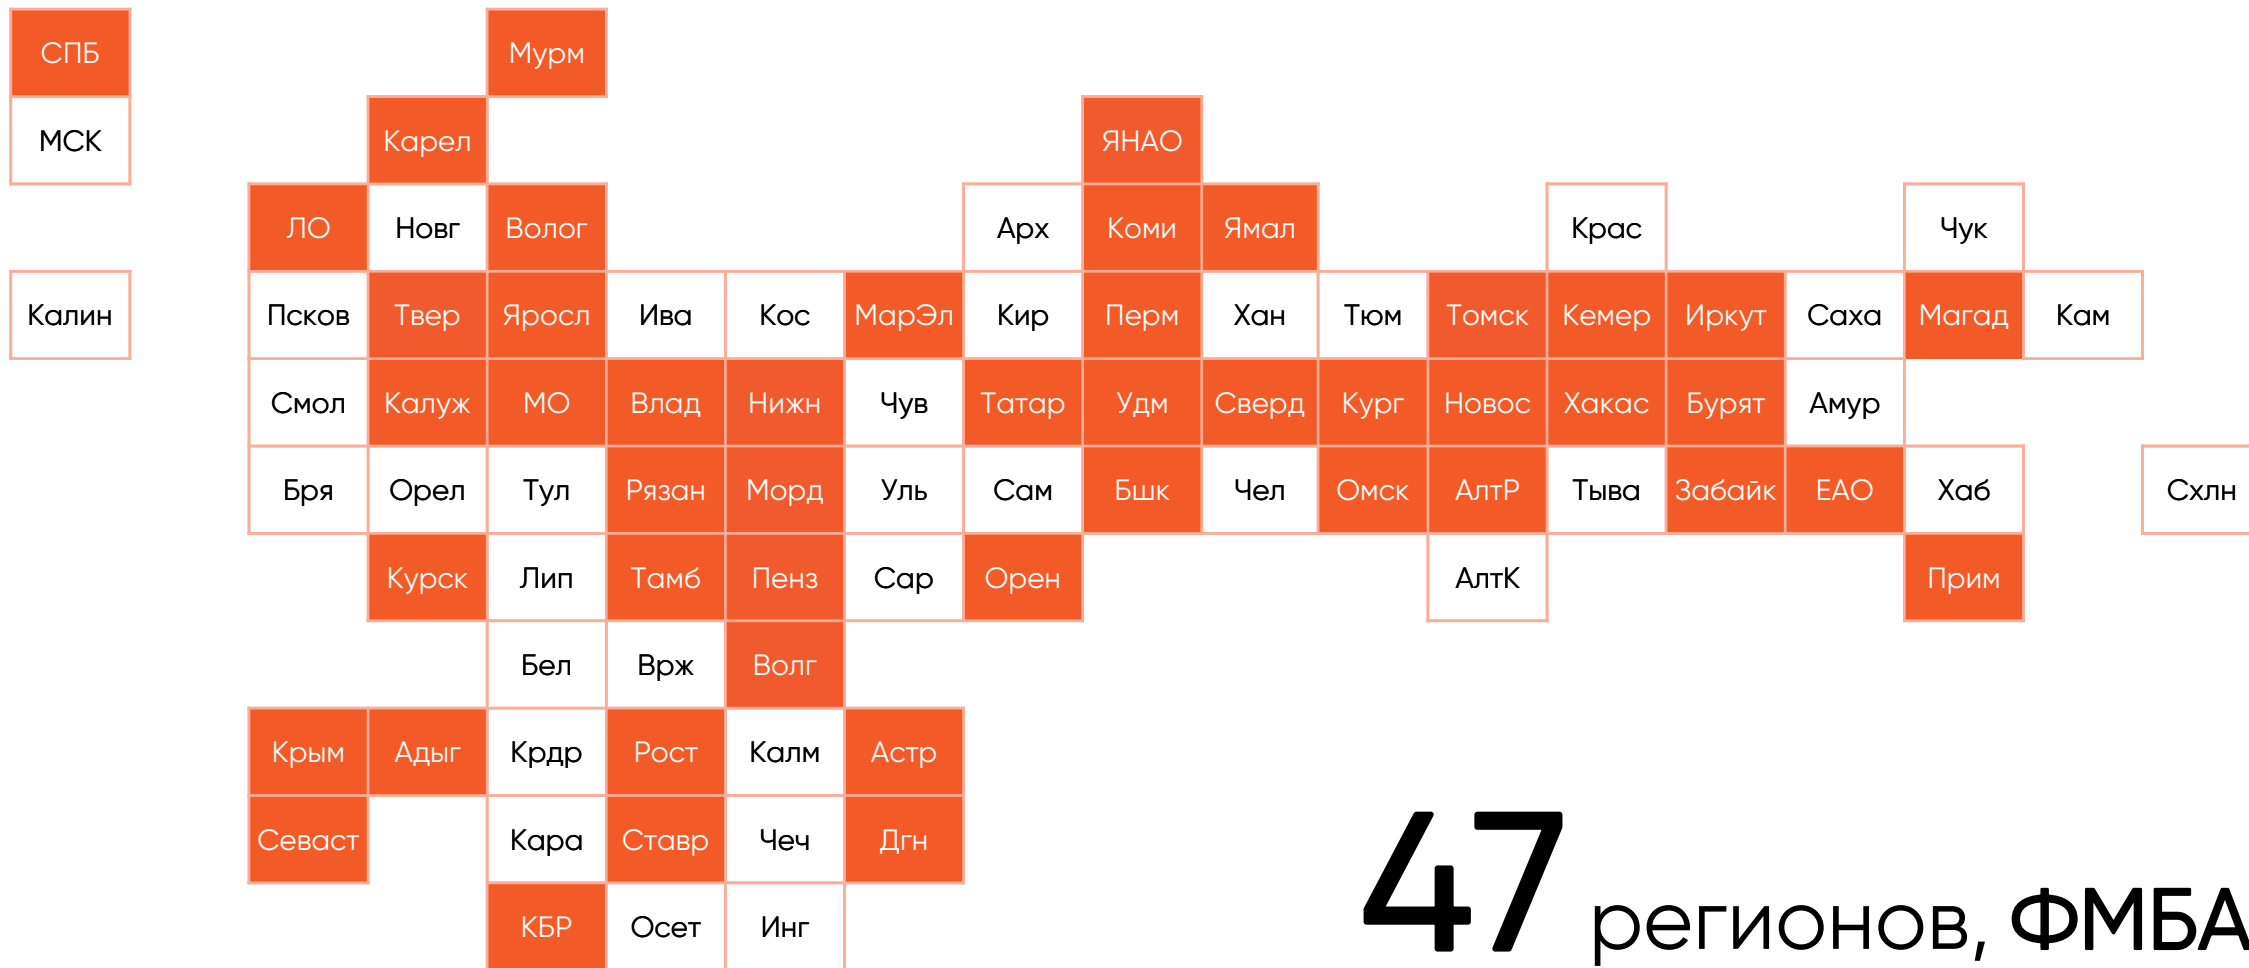 СПБ Мурм
МСК Карел ЯНАО
ЛО Новг Волог Арх Коми Ямал Крас Чук
Калин Псков Твер Яросл Ива Кос МарЭл Кир Перм Хан Тюм Томск Кемер Иркут Саха Магад Кам
Смол Калуж МО Влад Нижн Чув Татар Удм Сверд Кург Новос Хакас Бурят Амур
Бря Орел Тул Рязан Морд Уль Сам Бшк Чел Омск АлтР Тыва Забайк ЕАО Хаб Схлн
Курск Лип Тамб Пенз Сар Орен АлтК Прим
Бел Врж Волг
Крым Адыг Крдр Рост Калм Астр
Севаст Кара Ставр Чеч Дгн
КБР Осет Инг
47 регионов, ФМБА